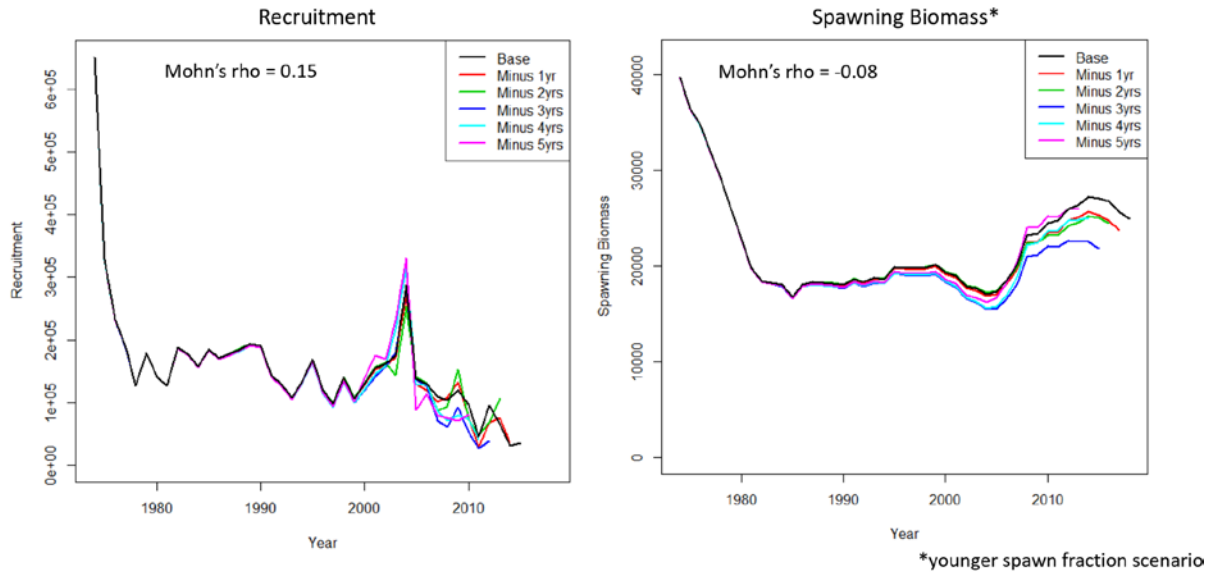 Recruitment
Mohn's rho = 0.15
Base
Minus 1yr
Minus 2yrs
Minus 3yrs
Minus 4yrs
Minus 5yrs
Recruitment
6e+05
5e+05
4e+05
3e+05
2e+05
1e+05
0e+00
1980 1990 2000 2010
Year
Spawning Biomass*
Mohn's rho = -0.08
Base
Minus 1yr
Minus 2yrs
Minus 3yrs
Minus 4yrs
Minus 5yrs
Spawning Biomass
40000
30000
20000
10000
0
1980 1990 2000 2010
Year
*younger spawn fraction scenario